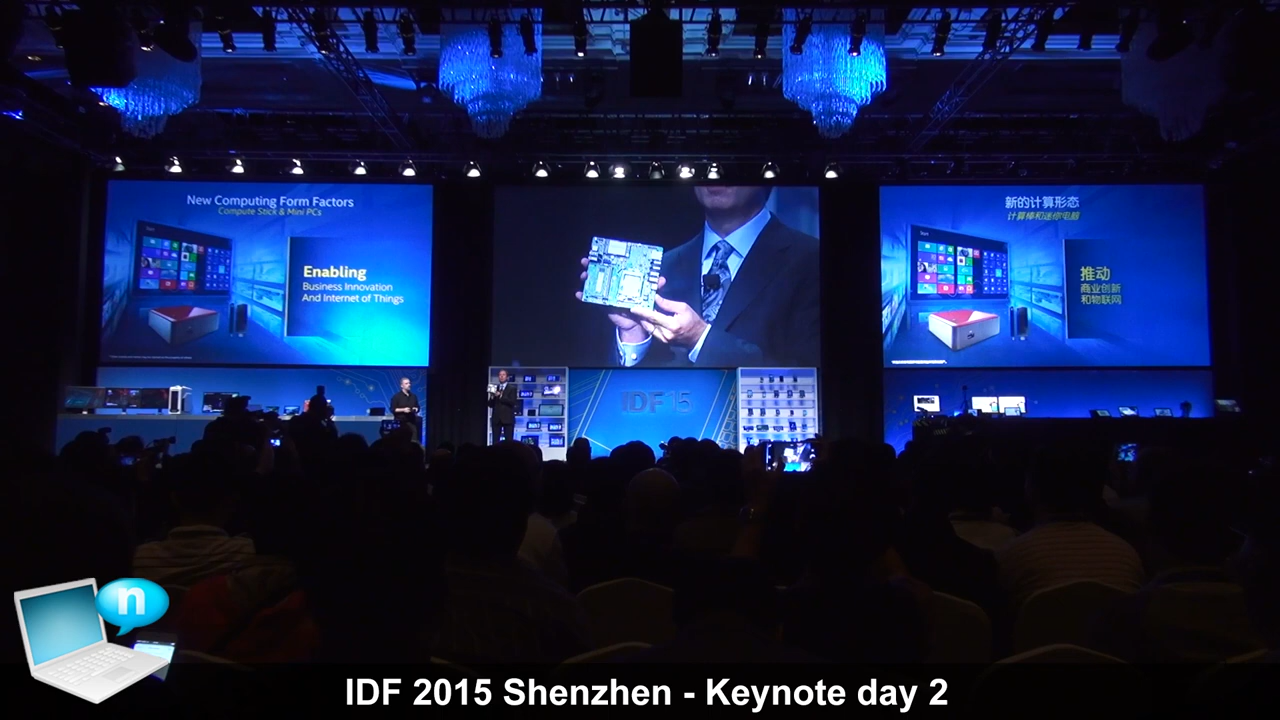 New Computing Form Factors
Compute Stick & Mini PCs
Enabling
Business Innovation
And Internet of Things
新的计算形态
计算棒和迷你电脑
推动
商业创新
和物联网
Start
Start
IDF15
n
IDF 2015 Shenzhen - Keynote day 2